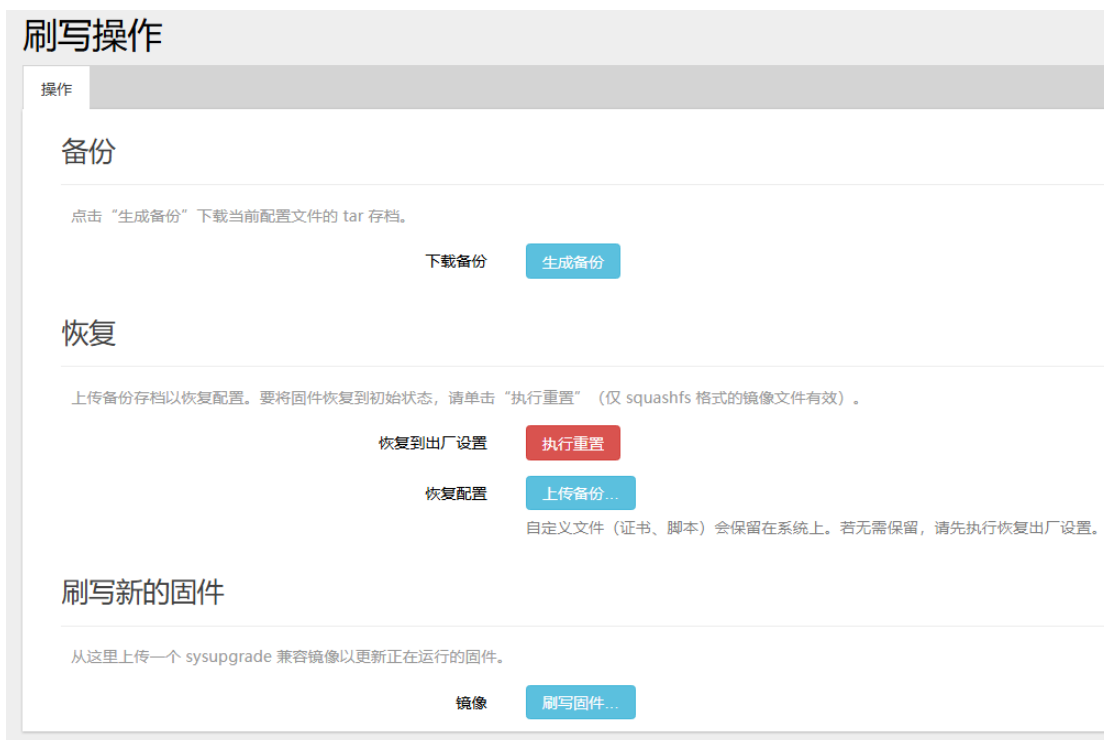 刷写操作
操作
备份
点击“生成备份”下载当前配置文件的 tar 存档。
下载备份 生成备份
恢复
上传备份存档以恢复配置。要将固件恢复到初始状态，请单击“执行重置”（仅 squashfs 格式的镜像文件有效）。
恢复到出厂设置 执行重置
恢复配置 上传备份...
自定义文件（证书、脚本）会保留在系统上。若无需保留，请先执行恢复出厂设置。
刷写新的固件
从这里上传一个 sysupgrade 兼容镜像以更新正在运行的固件。
镜像 刷写固件...